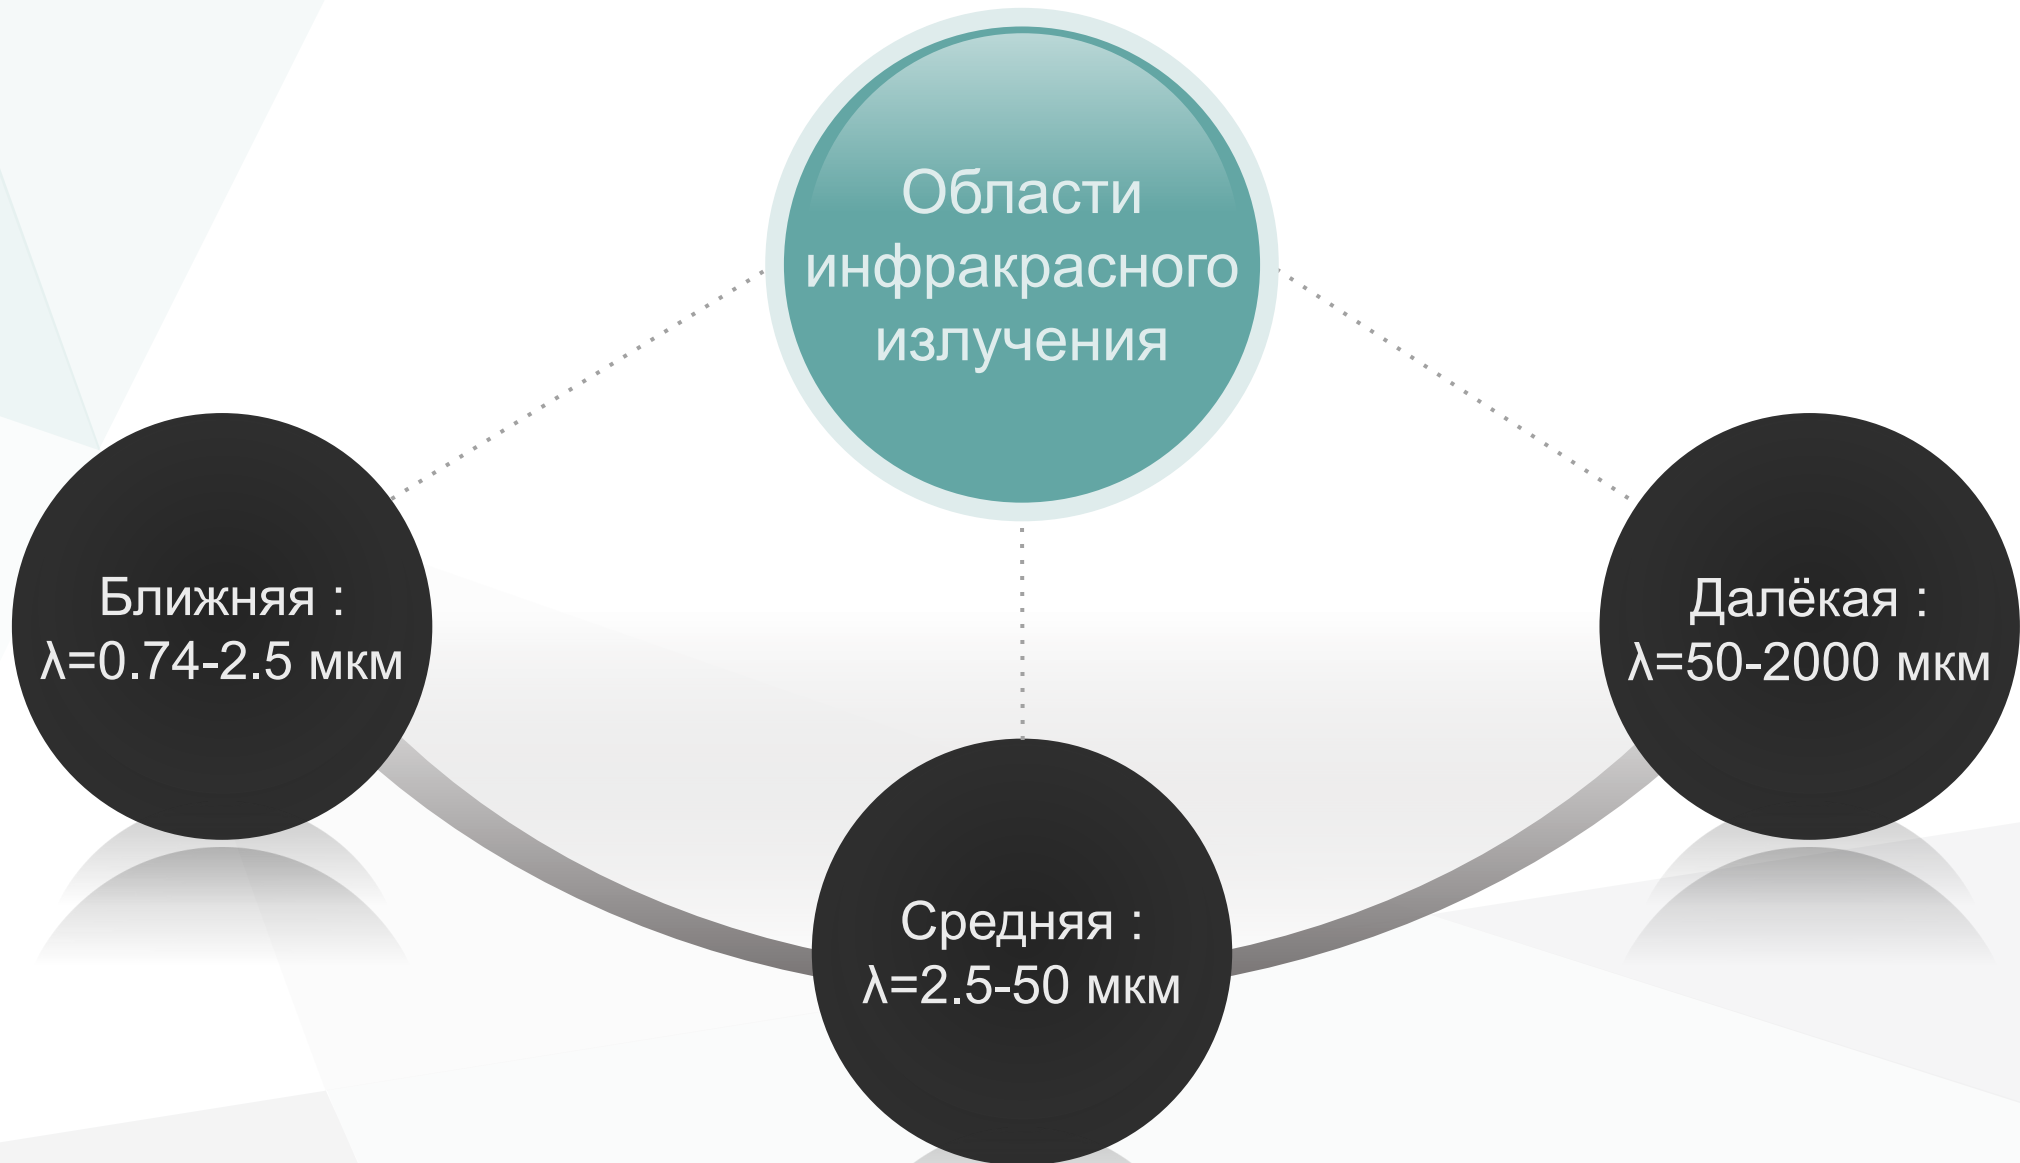 Области
инфракрасного
излучения
Ближняя :
λ=0.74-2.5 мкм
Далёкая :
λ=50-2000 мкм
Средняя :
λ=2.5-50 мкм